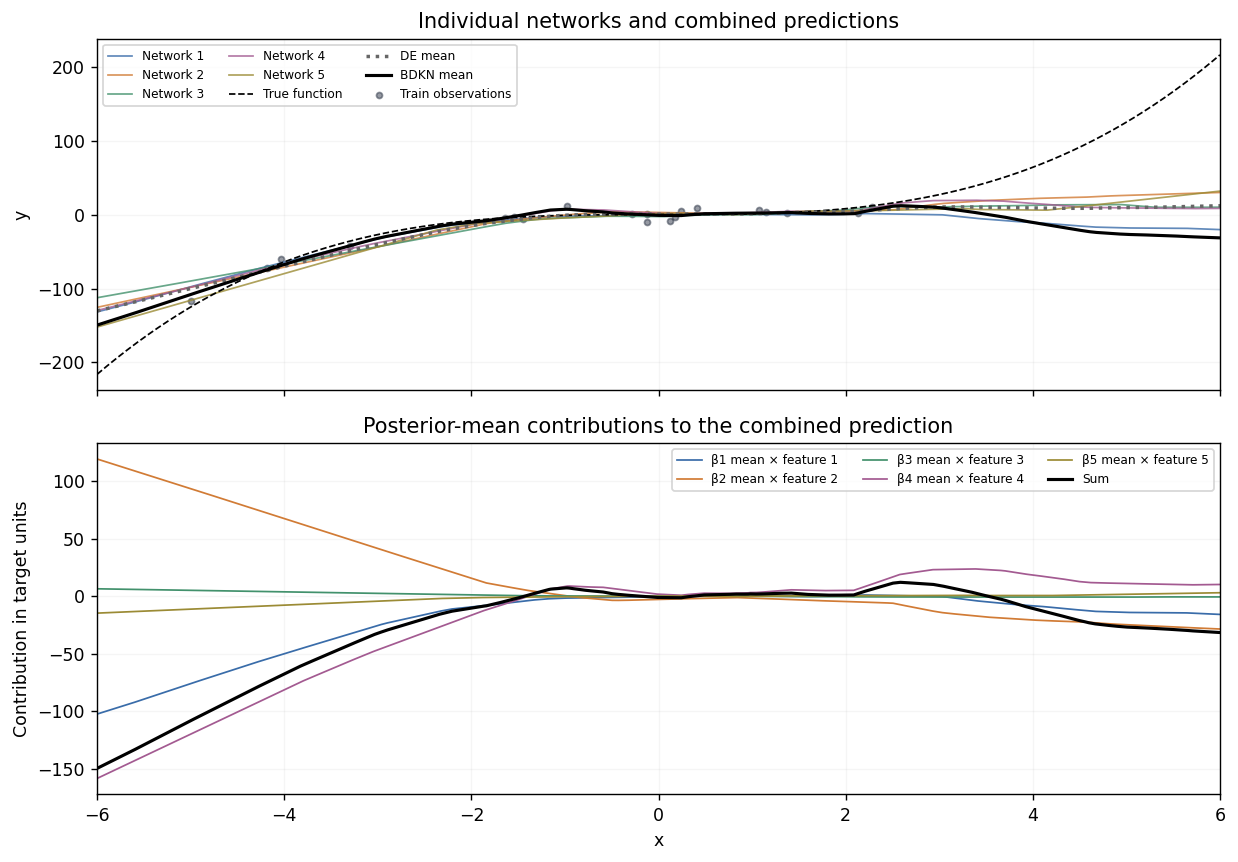 Individual networks and combined predictions
Network 1
Network 2
Network 3
Network 4
Network 5
True function
DE mean
BDKN mean
Train observations
200
100
0
−100
−200
y
Posterior-mean contributions to the combined prediction
β1 mean × feature 1
β2 mean × feature 2
β3 mean × feature 3
β4 mean × feature 4
β5 mean × feature 5
Sum
100
50
0
−50
−100
−150
Contribution in target units
−6
−4
−2
0
2
4
6
x